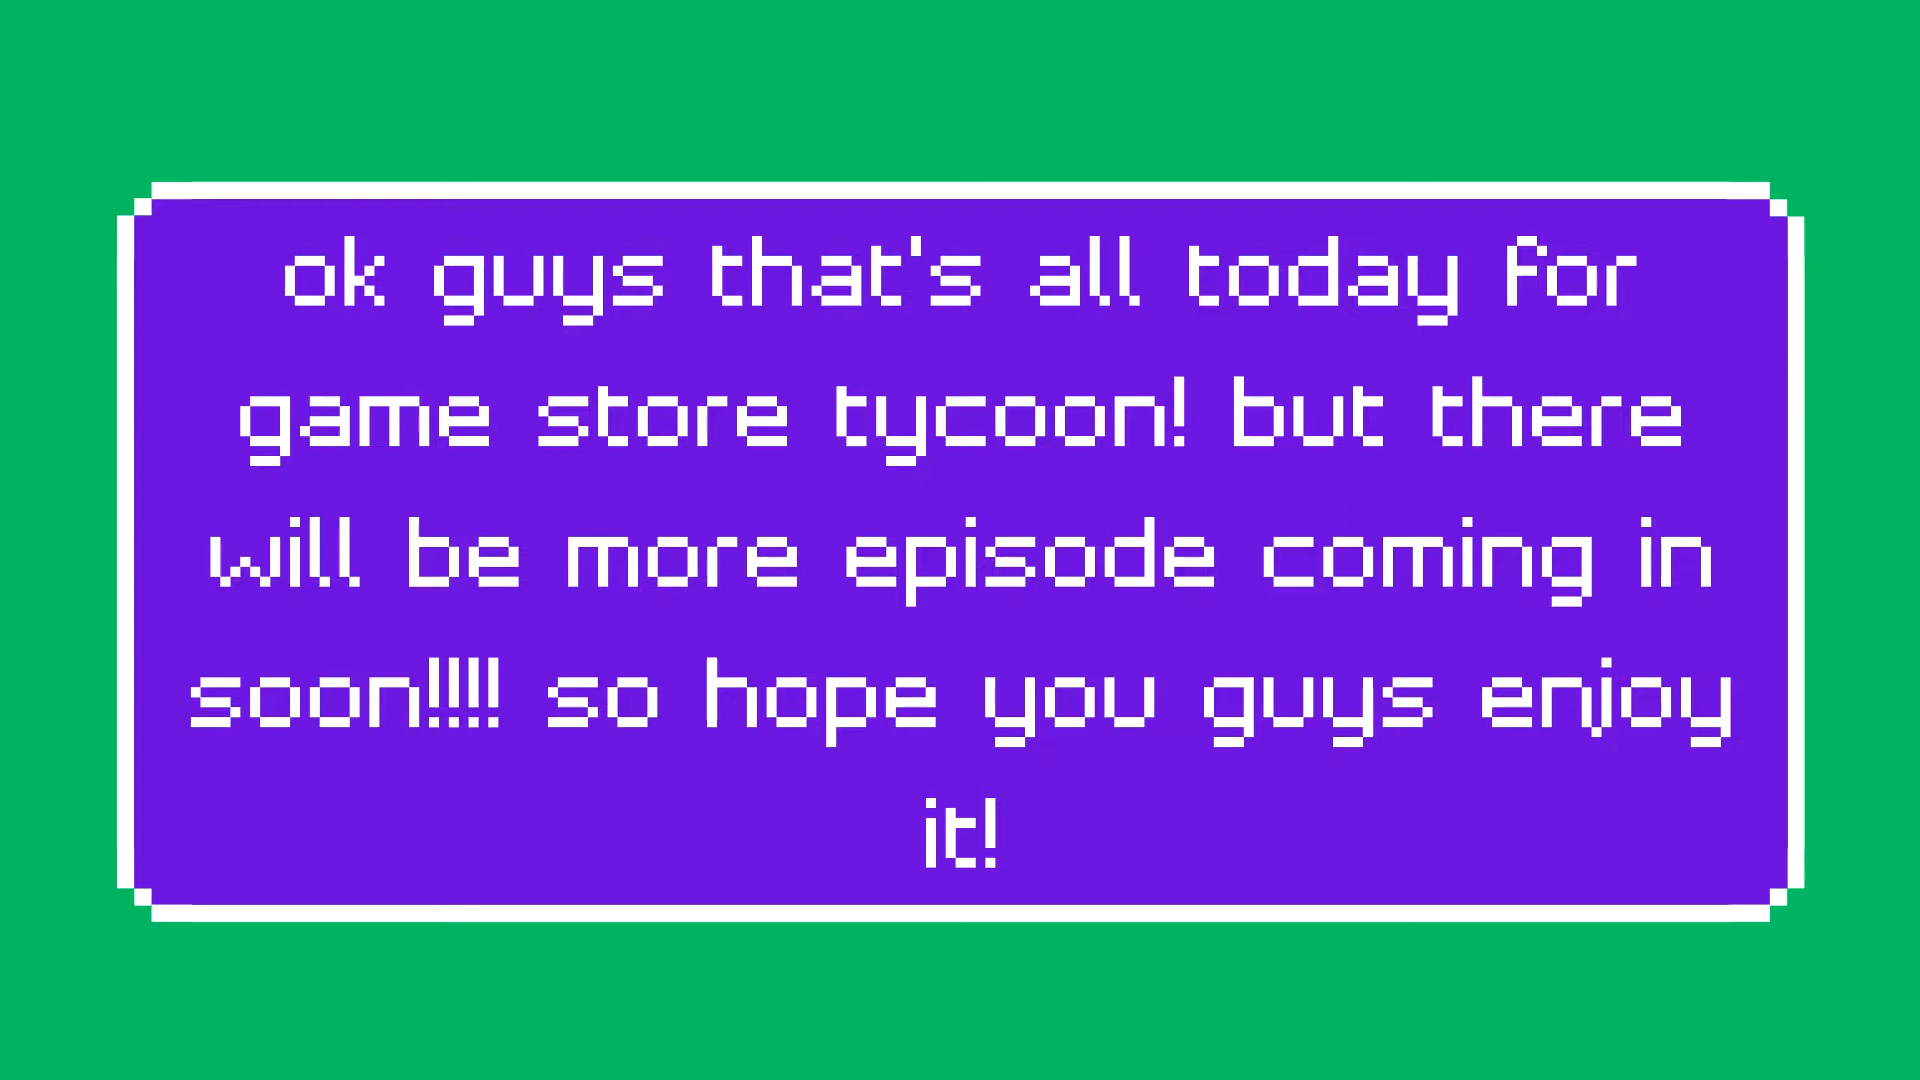 ok guys that's all today for
game store tycoon! but there
will be more episode coming in
soon!!!! so hope you guys enjoy
it!